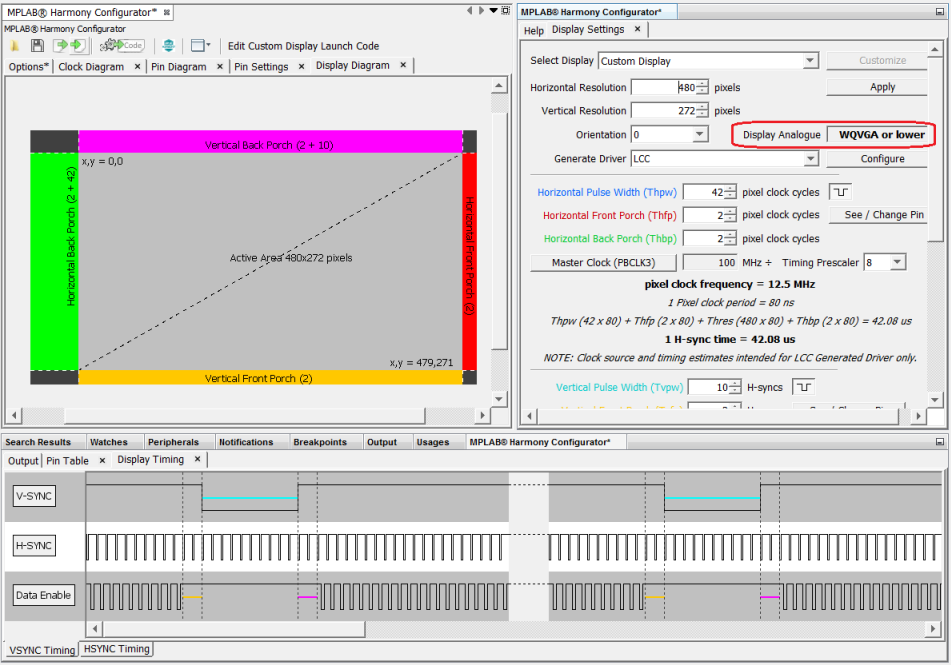 MPLAB® Harmony Configurator*
MPLAB® Harmony Configurator
Code
Edit Custom Display Launch Code
Options*
Clock Diagram
Pin Diagram
Pin Settings
Display Diagram
Vertical Back Porch (2 + 10)
x,y = 0,0
Horizontal Back Porch (2 + 42)
Active Area 480x272 pixels
Horizontal Front Porch (2)
x,y = 479,271
Vertical Front Porch (2)
MPLAB® Harmony Configurator*
Help
Display Settings
Select Display Custom Display Customize
Horizontal Resolution 480 pixels Apply
Vertical Resolution 272 pixels
Orientation 0 Display Analogue WQVGA or lower
Generate Driver LCC Configure
Horizontal Pulse Width (Thpw) 42 pixel clock cycles
Horizontal Front Porch (Thfp) 2 pixel clock cycles See / Change Pin
Horizontal Back Porch (Thbp) 2 pixel clock cycles
Master Clock (PBCLK3) 100 MHz ÷ Timing Prescaler 8
pixel clock frequency = 12.5 MHz
1 Pixel clock period = 80 ns
Thpw (42 x 80) + Thfp (2 x 80) + Thres (480 x 80) + Thbp (2 x 80) = 42.08 us
1 H-sync time = 42.08 us
NOTE: Clock source and timing estimates intended for LCC Generated Driver only.
Vertical Pulse Width (Tvpw) 10 H-syncs
Search Results
Watches
Peripherals
Notifications
Breakpoints
Output
Usages
MPLAB® Harmony Configurator*
Output
Pin Table
Display Timing
V-SYNC
H-SYNC
Data Enable
VSYNC Timing
HSYNC Timing